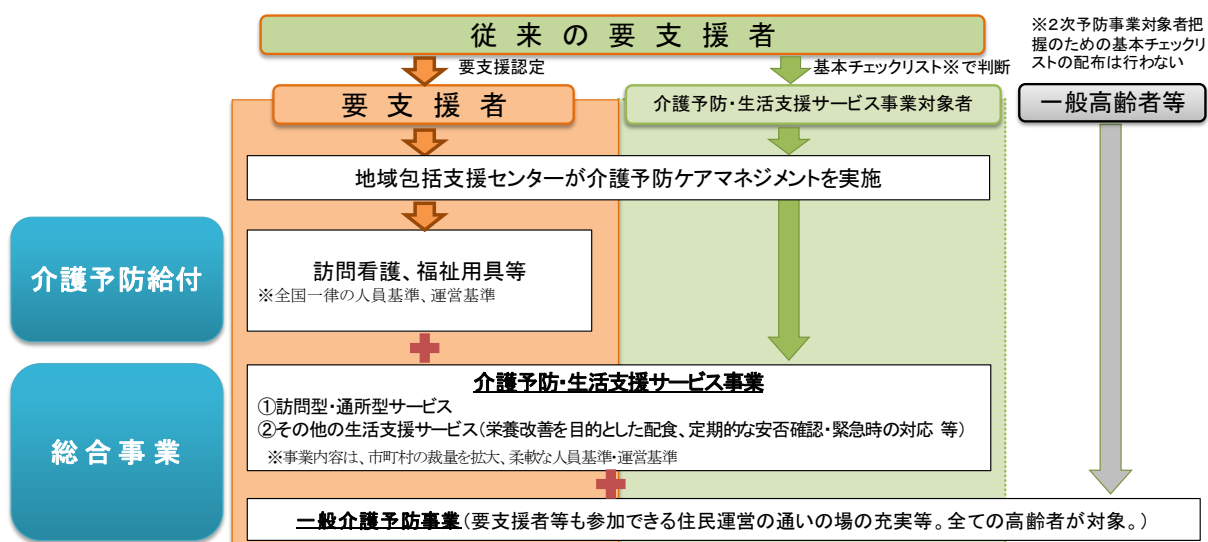 従来の要支援者
※2次予防事業対象者把
握のための基本チェックリ
ストの配布は行わない
要支援認定
基本チェックリスト※で判断
要支援者
介護予防・生活支援サービス事業対象者
一般高齢者等
地域包括支援センターが介護予防ケアマネジメントを実施
介護予防給付
訪問看護、福祉用具等
※全国一律の人員基準、運営基準
総合事業
介護予防・生活支援サービス事業
①訪問型・通所型サービス
②その他の生活支援サービス(栄養改善を目的とした配食、定期的な安否確認・緊急時の対応 等)
※事業内容は、市町村の裁量を拡大、柔軟な人員基準・運営基準
一般介護予防事業(要支援者等も参加できる住民運営の通いの場の充実等。全ての高齢者が対象。)